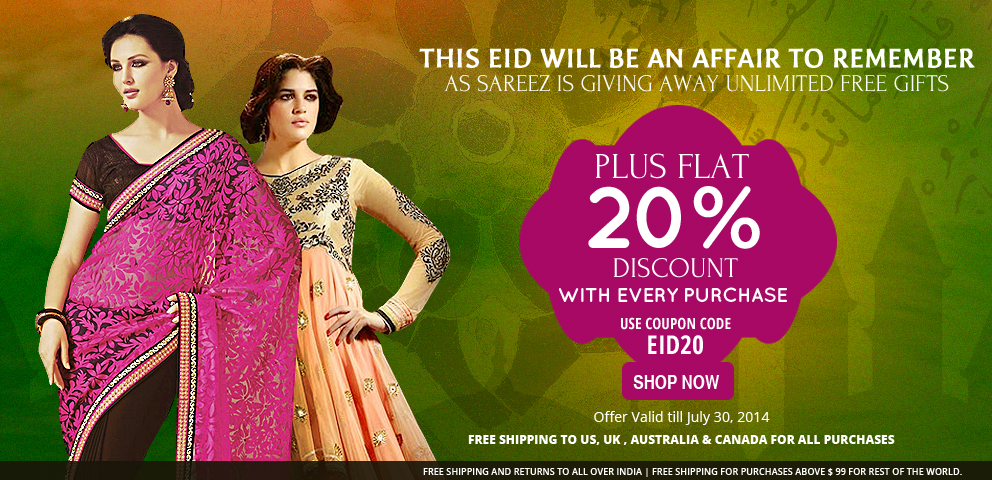 THIS EID WILL BE AN AFFAIR TO REMEMBER
AS SAREEZ IS GIVING AWAY UNLIMITED FREE GIFTS
PLUS FLAT
20%
DISCOUNT
WITH EVERY PURCHASE
USE COUPON CODE
EID20
SHOP NOW
Offer Valid till July 30, 2014
FREE SHIPPING TO US, UK , AUSTRALIA & CANADA FOR ALL PURCHASES
FREE SHIPPING AND RETURNS TO ALL OVER INDIA | FREE SHIPPING FOR PURCHASES ABOVE $ 99 FOR REST OF THE WORLD.